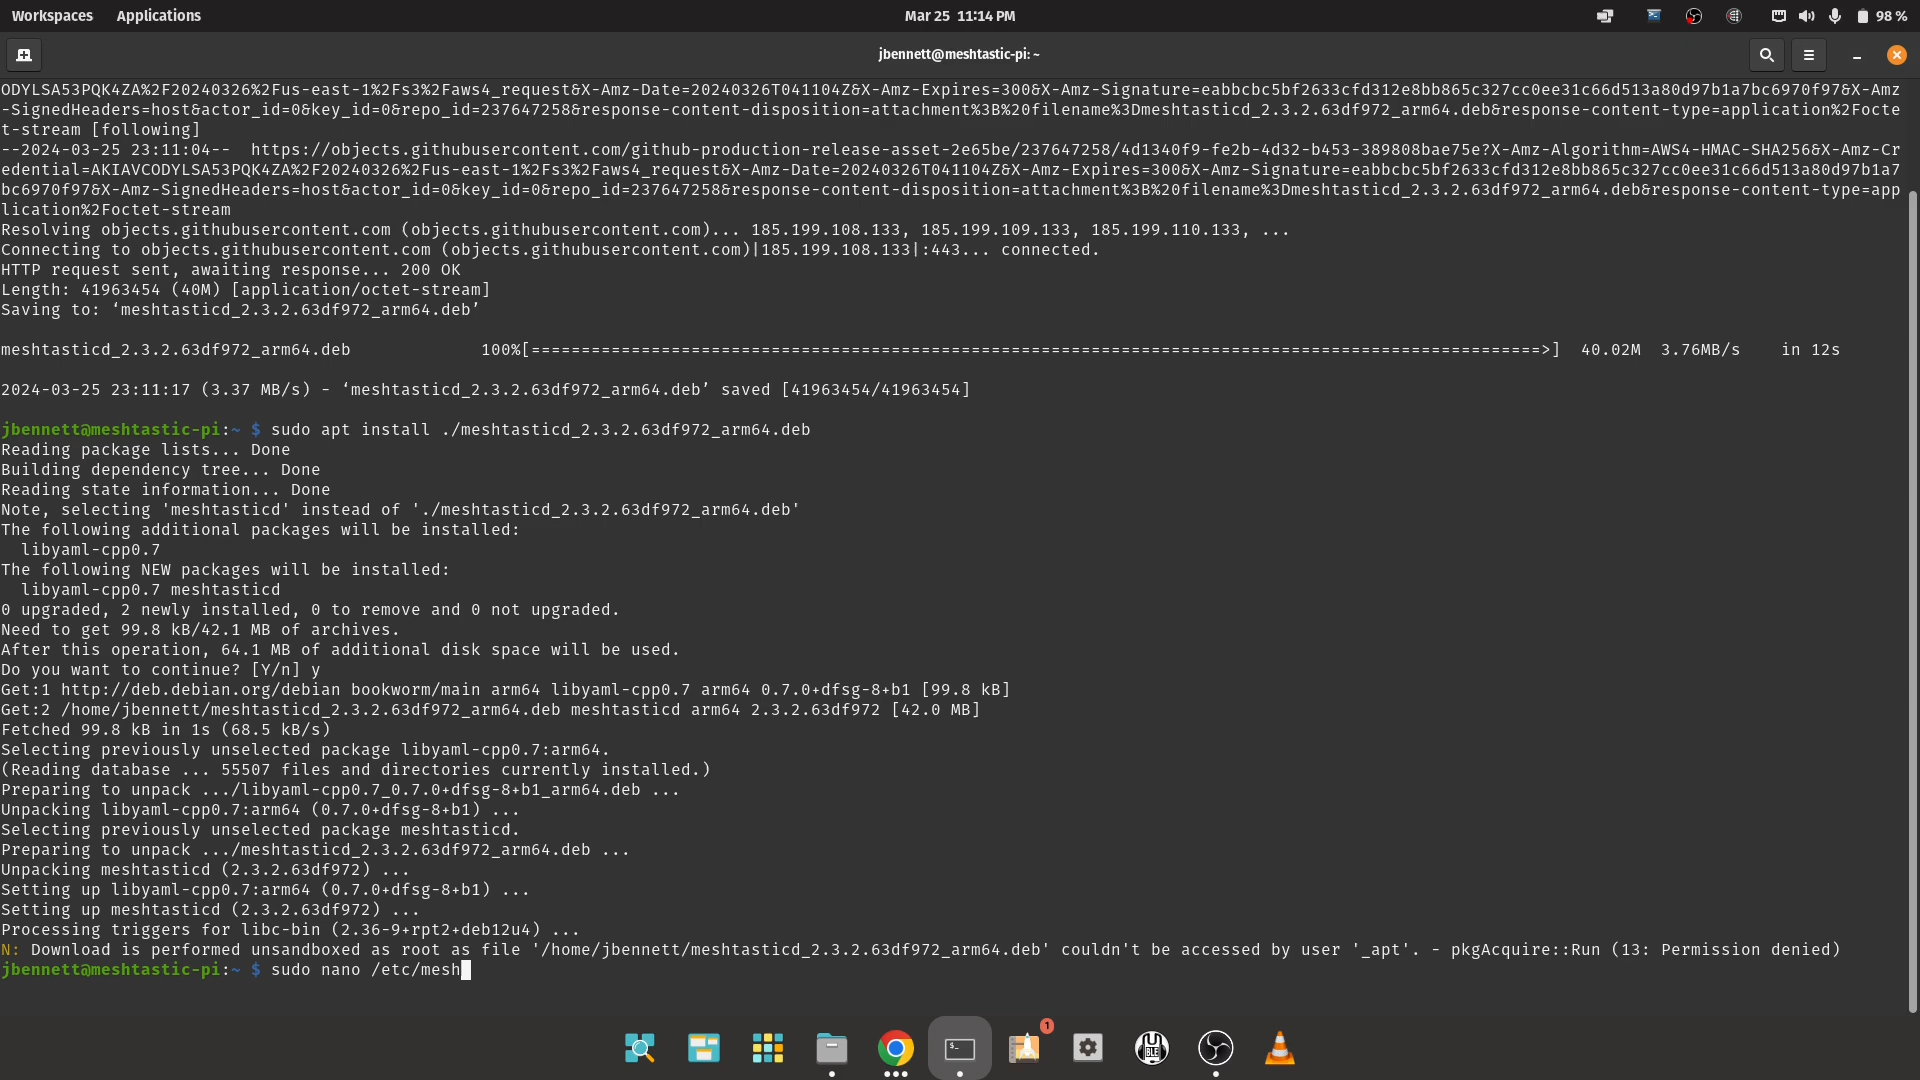 Workspaces Applications Mar 25 11:14 PM 98 %
jbennett@meshtastic-pi: ~
ODYLSA53PQK4ZA%2F20240326%2Fus-east-1%2Fs3%2Faws4_request&X-Amz-Date=20240326T041104Z&X-Amz-Expires=300&X-Amz-Signature=eabbcbc5bf2633cfd312e8bb865c327cc0ee31c66d513a80d97b1a7bc6970f97&X-Amz
-SignedHeaders=host&actor_id=0&key_id=0&repo_id=237647258&response-content-disposition=attachment%3B%20filename%3Dmeshtasticd_2.3.2.63df972_arm64.deb&response-content-type=application%2Focte
t-stream [following]
--2024-03-25 23:11:04--  https://objects.githubusercontent.com/github-production-release-asset-2e65be/237647258/4d1340f9-fe2b-4d32-b453-389808bae75e?X-Amz-Algorithm=AWS4-HMAC-SHA256&X-Amz-Cr
edential=AKIAVCODYLSA53PQK4ZA%2F20240326%2Fus-east-1%2Fs3%2Faws4_request&X-Amz-Date=20240326T041104Z&X-Amz-Expires=300&X-Amz-Signature=eabbcbc5bf2633cfd312e8bb865c327cc0ee31c66d513a80d97b1a7
bc6970f97&X-Amz-SignedHeaders=host&actor_id=0&key_id=0&repo_id=237647258&response-content-disposition=attachment%3B%20filename%3Dmeshtasticd_2.3.2.63df972_arm64.deb&response-content-type=app
lication%2Foctet-stream
Resolving objects.githubusercontent.com (objects.githubusercontent.com)... 185.199.108.133, 185.199.109.133, 185.199.110.133, ...
Connecting to objects.githubusercontent.com (objects.githubusercontent.com)|185.199.108.133|:443... connected.
HTTP request sent, awaiting response... 200 OK
Length: 41963454 (40M) [application/octet-stream]
Saving to: ‘meshtasticd_2.3.2.63df972_arm64.deb’
meshtasticd_2.3.2.63df972_arm64.deb             100%[=====================================================================================================>]  40.02M  3.76MB/s    in 12s
2024-03-25 23:11:17 (3.37 MB/s) - ‘meshtasticd_2.3.2.63df972_arm64.deb’ saved [41963454/41963454]
jbennett@meshtastic-pi:~ $ sudo apt install ./meshtasticd_2.3.2.63df972_arm64.deb
Reading package lists... Done
Building dependency tree... Done
Reading state information... Done
Note, selecting 'meshtasticd' instead of './meshtasticd_2.3.2.63df972_arm64.deb'
The following additional packages will be installed:
  libyaml-cpp0.7
The following NEW packages will be installed:
  libyaml-cpp0.7 meshtasticd
0 upgraded, 2 newly installed, 0 to remove and 0 not upgraded.
Need to get 99.8 kB/42.1 MB of archives.
After this operation, 64.1 MB of additional disk space will be used.
Do you want to continue? [Y/n] y
Get:1 http://deb.debian.org/debian bookworm/main arm64 libyaml-cpp0.7 arm64 0.7.0+dfsg-8+b1 [99.8 kB]
Get:2 /home/jbennett/meshtasticd_2.3.2.63df972_arm64.deb meshtasticd arm64 2.3.2.63df972 [42.0 MB]
Fetched 99.8 kB in 1s (68.5 kB/s)
Selecting previously unselected package libyaml-cpp0.7:arm64.
(Reading database ... 55507 files and directories currently installed.)
Preparing to unpack .../libyaml-cpp0.7_0.7.0+dfsg-8+b1_arm64.deb ...
Unpacking libyaml-cpp0.7:arm64 (0.7.0+dfsg-8+b1) ...
Selecting previously unselected package meshtasticd.
Preparing to unpack .../meshtasticd_2.3.2.63df972_arm64.deb ...
Unpacking meshtasticd (2.3.2.63df972) ...
Setting up libyaml-cpp0.7:arm64 (0.7.0+dfsg-8+b1) ...
Setting up meshtasticd (2.3.2.63df972) ...
Processing triggers for libc-bin (2.36-9+rpt2+deb12u4) ...
N: Download is performed unsandboxed as root as file '/home/jbennett/meshtasticd_2.3.2.63df972_arm64.deb' couldn't be accessed by user '_apt'. - pkgAcquire::Run (13: Permission denied)
jbennett@meshtastic-pi:~ $ sudo nano /etc/mesh
1
$_
BLE